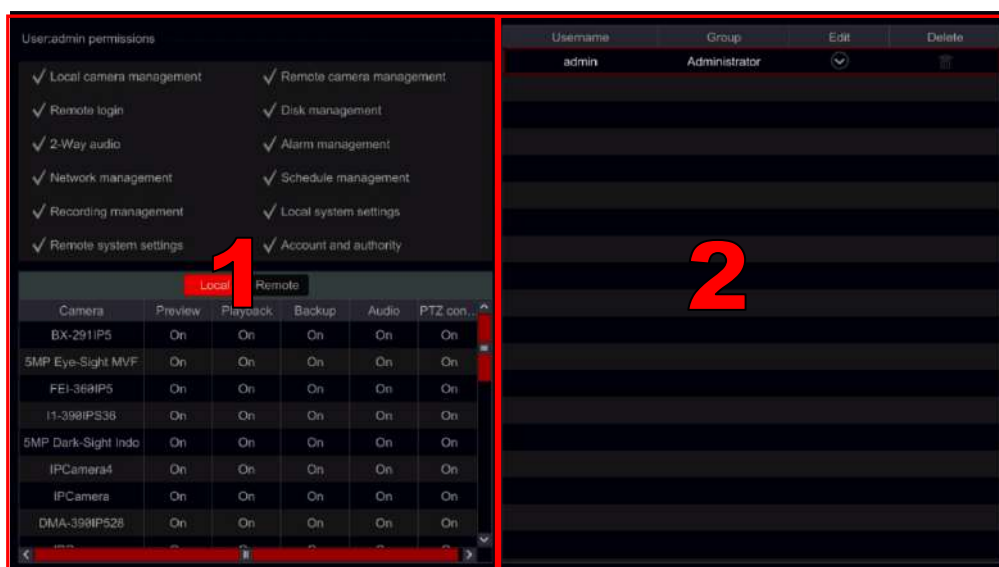 User:admin permissions
Local camera management Remote camera management
Remote login Disk management
2-Way audio Alarm management
Network management Schedule management
Recording management Local system settings
Remote system settings Account and authority
1
Local Remote
Camera Preview Playback Backup Audio PTZ con...
BX-291IP5 On On On On On
5MP Eye-Sight MVF On On On On On
FEI-360IP5 On On On On On
I1-390IPS36 On On On On On
5MP Dark-Sight Indo On On On On On
IPCamera4 On On On On On
IPCamera On On On On On
DMA-390IP528 On On On On On
Username Group Edit Delete
admin Administrator
2